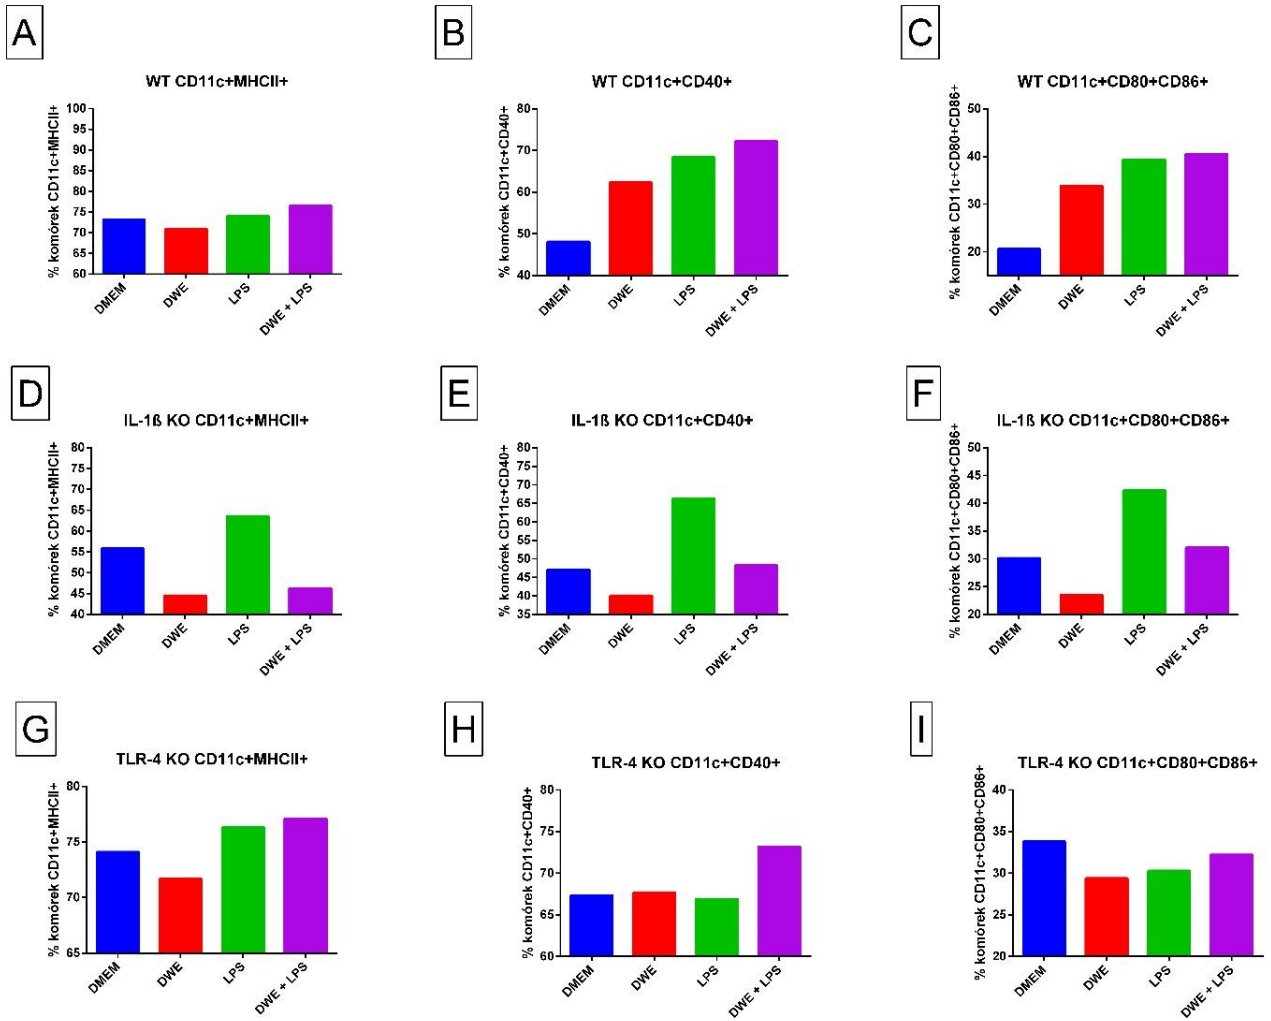 A
WT CD11c+MHCII+
% komórek CD11c+MHCII+
100
95
90
85
80
75
70
65
60
DMEM
DWE
LPS
DWE + LPS
B
WT CD11c+CD40+
% komórek CD11c+CD40+
80
70
60
50
40
DMEM
DWE
LPS
DWE + LPS
C
WT CD11c+CD80+CD86+
% komórek CD11c+CD80+CD86+
50
40
30
20
DMEM
DWE
LPS
DWE + LPS
D
IL-1ß KO CD11c+MHCII+
% komórek CD11c+MHCII+
80
75
70
65
60
55
50
45
40
DMEM
DWE
LPS
DWE + LPS
E
IL-1ß KO CD11c+CD40+
% komórek CD11c+CD40+
80
75
70
65
60
55
50
45
40
35
DMEM
DWE
LPS
DWE + LPS
F
IL-1ß KO CD11c+CD80+CD86+
% komórek CD11c+CD80+CD86+
50
45
40
35
30
25
20
DMEM
DWE
LPS
DWE + LPS
G
TLR-4 KO CD11c+MHCII+
% komórek CD11c+MHCII+
80
75
70
65
DMEM
DWE
LPS
DWE + LPS
H
TLR-4 KO CD11c+CD40+
% komórek CD11c+CD40+
80
75
70
65
60
DMEM
DWE
LPS
DWE + LPS
I
TLR-4 KO CD11c+CD80+CD86+
% komórek CD11c+CD80+CD86+
40
35
30
25
20
DMEM
DWE
LPS
DWE + LPS